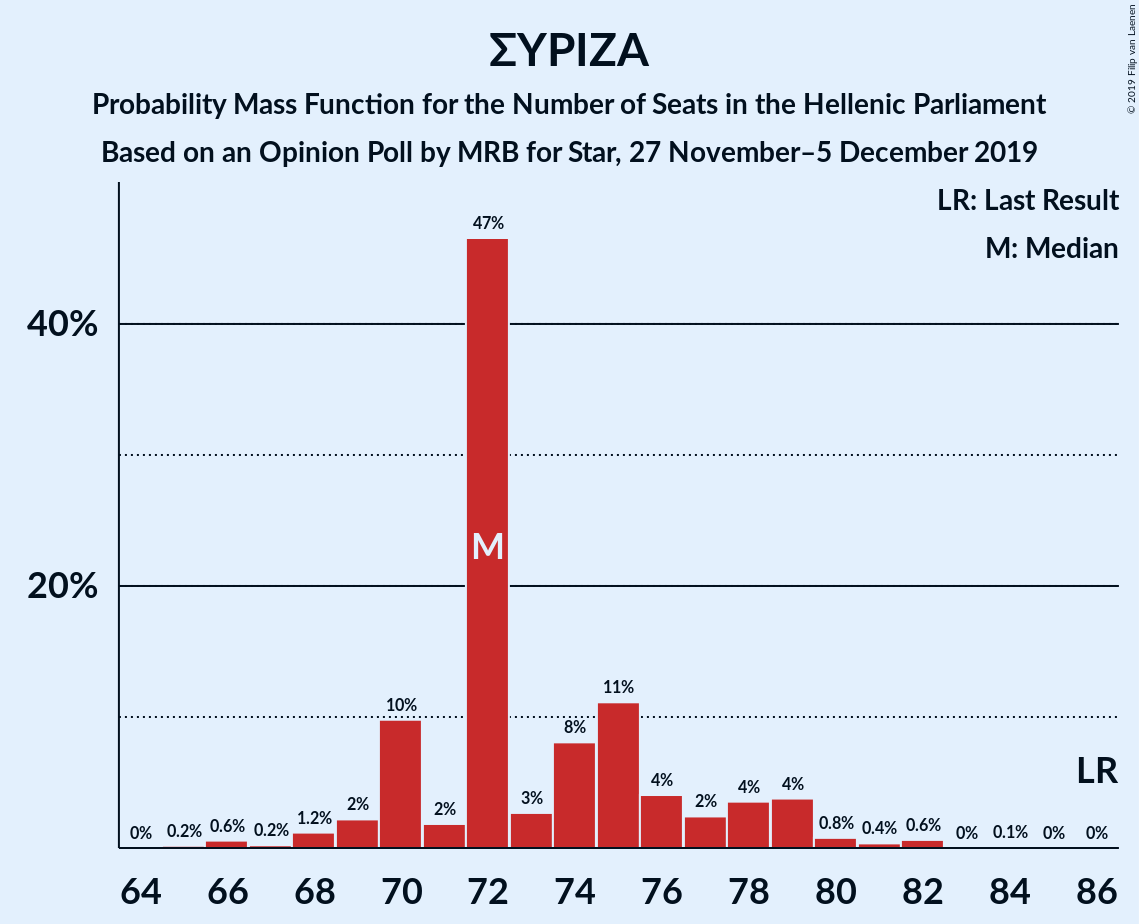 ΣΥΡΙΖΑ
Probability Mass Function for the Number of Seats in the Hellenic Parliament
Based on an Opinion Poll by MRB for Star, 27 November–5 December 2019
© 2019 Filip van Laenen
LR: Last Result
M: Median
47%
40%
M
20%
11%
10%
8%
LR
4%
4%
4%
3%
2%
2%
2%
1.2%
0.8%
0.6%
0.4%
0.6%
0%
0.2%
0.2%
0%
0.1%
0%
0%
64 66 68 70 72 74 76 78 80 82 84 86